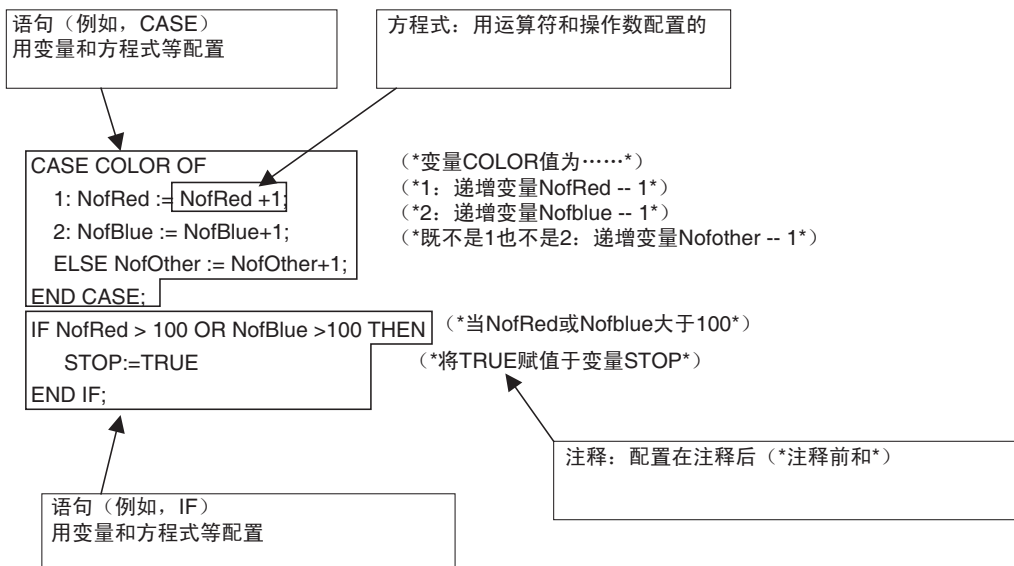 语句（例如，CASE）
用变量和方程式等配置
方程式：用运算符和操作数配置的
CASE COLOR OF
（*变量COLOR值为……*）
1: NofRed := NofRed +1;
（*1：递增变量NofRed -- 1*）
2: NofBlue := NofBlue+1;
（*2：递增变量Nofblue -- 1*）
ELSE NofOther := NofOther+1;
（*既不是1也不是2：递增变量Nofother -- 1*）
END CASE;
IF NofRed > 100 OR NofBlue >100 THEN
（*当NofRed或Nofblue大于100*）
STOP:=TRUE
（*将TRUE赋值于变量STOP*）
END IF;
注释：配置在注释后（*注释前和*）
语句（例如，IF）
用变量和方程式等配置